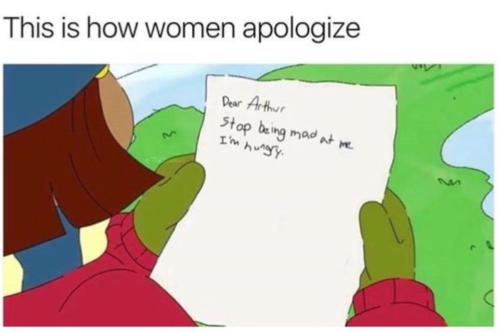 This is how women apologize
Dear Arthur
Stop being mad at me
I'm hungry.